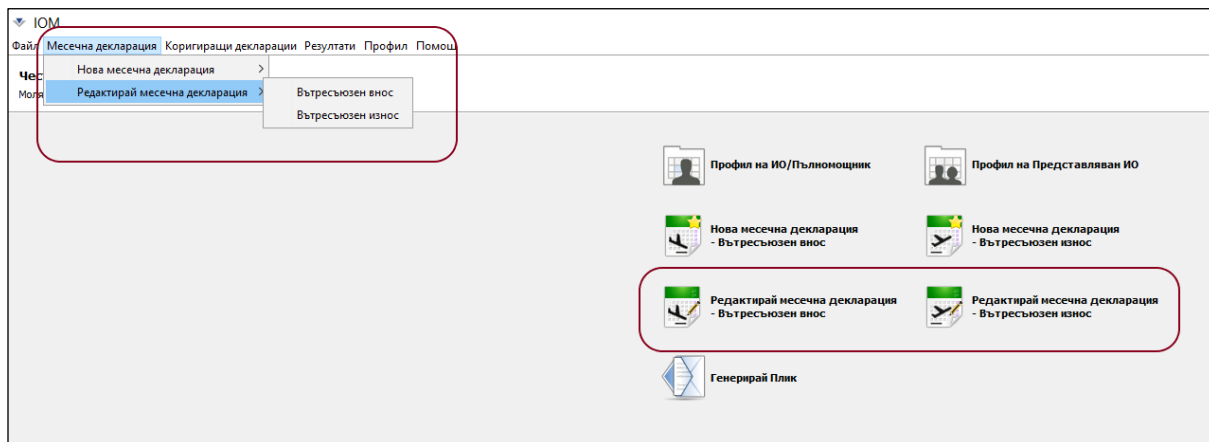 IOM
Файл Месечна декларация Коригиращи декларации Резултати Профил Помощ
Нова месечна декларация
Редактирай месечна декларация
Вътресъюзен внос
Вътресъюзен износ
Профил на ИО/Пълномощник
Профил на Представляван ИО
Нова месечна декларация
- Вътресъюзен внос
Нова месечна декларация
- Вътресъюзен износ
Редактирай месечна декларация
- Вътресъюзен внос
Редактирай месечна декларация
- Вътресъюзен износ
Генерирай Плик